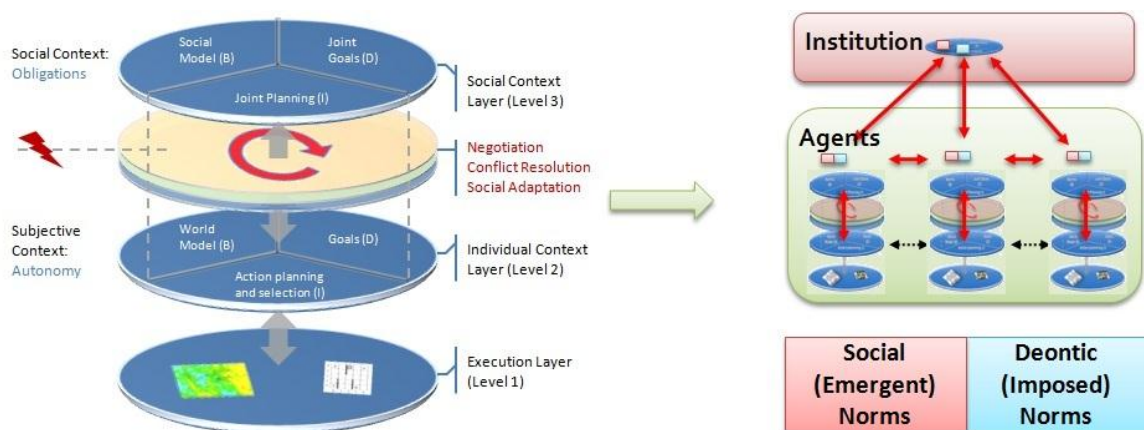 Social Context:
Obligations
Social
Model (B)
Joint
Goals (D)
Joint Planning (I)
Social Context
Layer (Level 3)
Negotiation
Conflict Resolution
Social Adaptation
Subjective
Context:
Autonomy
World
Model (B)
Goals (D)
Action planning
and selection (I)
Individual Context
Layer (Level 2)
Execution Layer
(Level 1)
Institution
Agents
Social
(Emergent)
Norms
Deontic
(Imposed)
Norms